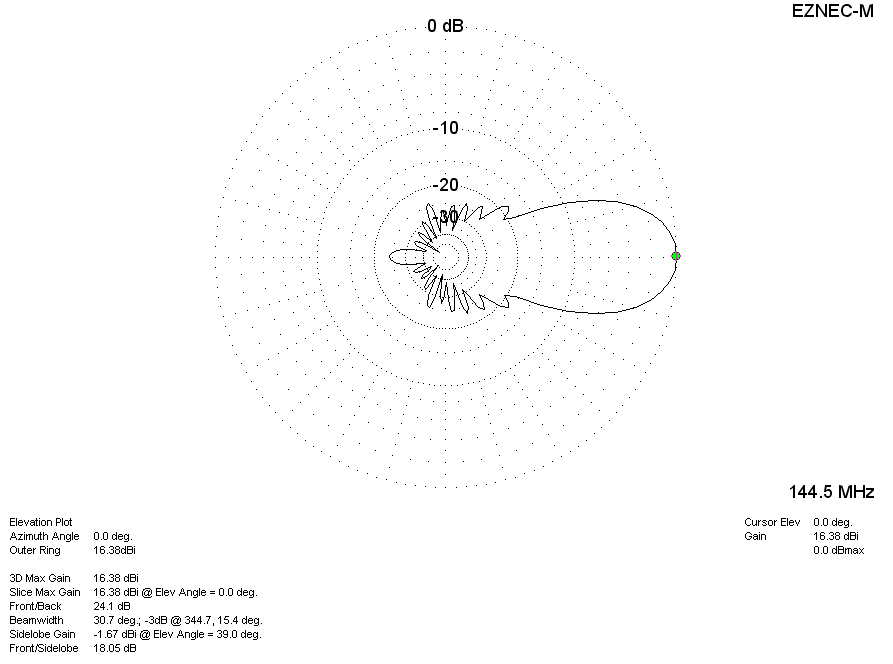 EZNEC-M
0 dB
-10
-20
-30
144.5 MHz
Elevation Plot
Azimuth Angle 0.0 deg.
Outer Ring 16.38dBi
3D Max Gain 16.38 dBi
Slice Max Gain 16.38 dBi @ Elev Angle = 0.0 deg.
Front/Back 24.1 dB
Beamwidth 30.7 deg.; -3dB @ 344.7, 15.4 deg.
Sidelobe Gain -1.67 dBi @ Elev Angle = 39.0 deg.
Front/Sidelobe 18.05 dB
Cursor Elev 0.0 deg.
Gain 16.38 dBi
0.0 dBmax